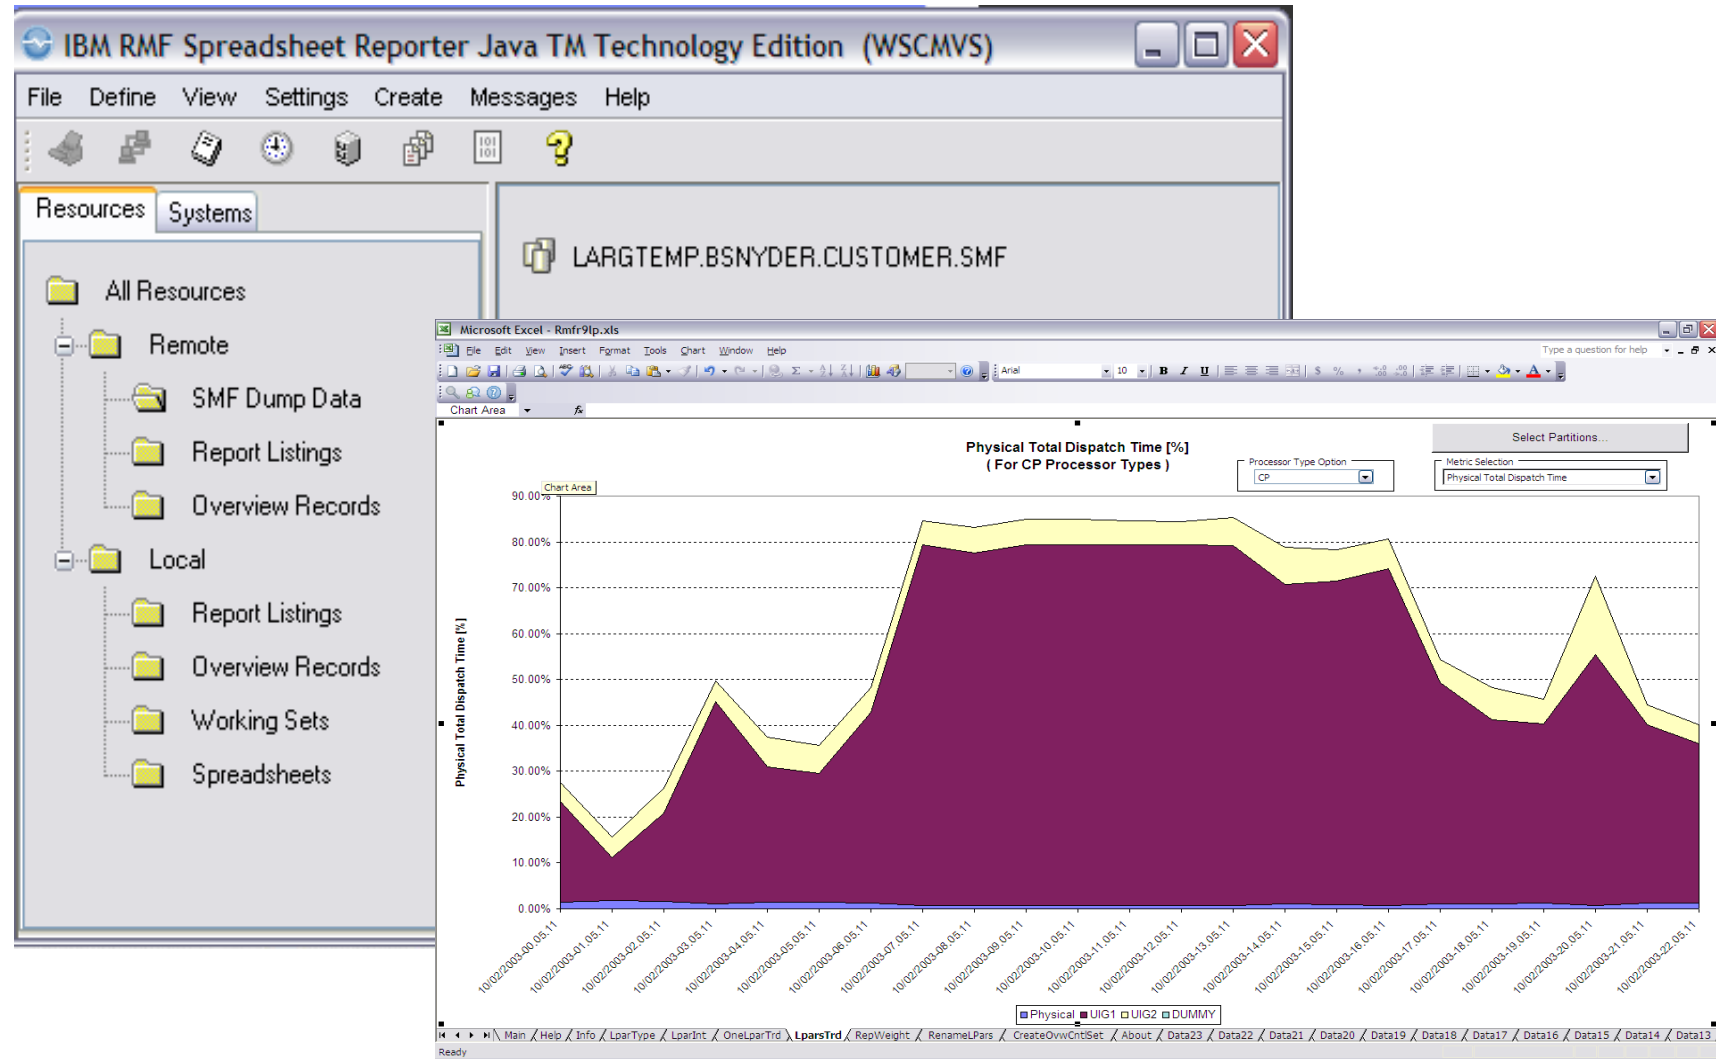 IBM RMF Spreadsheet Reporter Java TM Technology Edition (WSCMVS)
File Define View Settings Create Messages Help
Resources Systems
LARGTEMP.BSNYDER.CUSTOMER.SMF
All Resources
Remote
SMF Dump Data
Report Listings
Overview Records
Local
Report Listings
Overview Records
Working Sets
Spreadsheets
Microsoft Excel - Rmfr9lp.xls
File Edit View Insert Format Tools Chart Window Help
Type a question for help
Arial 10 B I U
Chart Area fx
Select Partitions...
Physical Total Dispatch Time [%]
( For CP Processor Types )
Processor Type Option
CP
Metric Selection
Physical Total Dispatch Time
Chart Area
90.00%
80.00%
70.00%
60.00%
50.00%
40.00%
30.00%
20.00%
10.00%
0.00%
Physical Total Dispatch Time [%]
10/02/2003-00.05.11
10/02/2003-01.05.11
10/02/2003-02.05.11
10/02/2003-03.05.11
10/02/2003-04.05.11
10/02/2003-05.05.11
10/02/2003-06.05.11
10/02/2003-07.05.11
10/02/2003-08.05.11
10/02/2003-09.05.11
10/02/2003-10.05.11
10/02/2003-11.05.11
10/02/2003-12.05.11
10/02/2003-13.05.11
10/02/2003-14.05.11
10/02/2003-15.05.11
10/02/2003-16.05.11
10/02/2003-17.05.11
10/02/2003-18.05.11
10/02/2003-19.05.11
10/02/2003-20.05.11
10/02/2003-21.05.11
10/02/2003-22.05.11
Physical UIG1 UIG2 DUMMY
Main Help Info LparType LparInt OneLparTrd LparsTrd RepWeight RenameLPars CreateOvwCntlSet About Data23 Data22 Data21 Data20 Data19 Data18 Data17 Data16 Data15 Data14 Data13
Ready